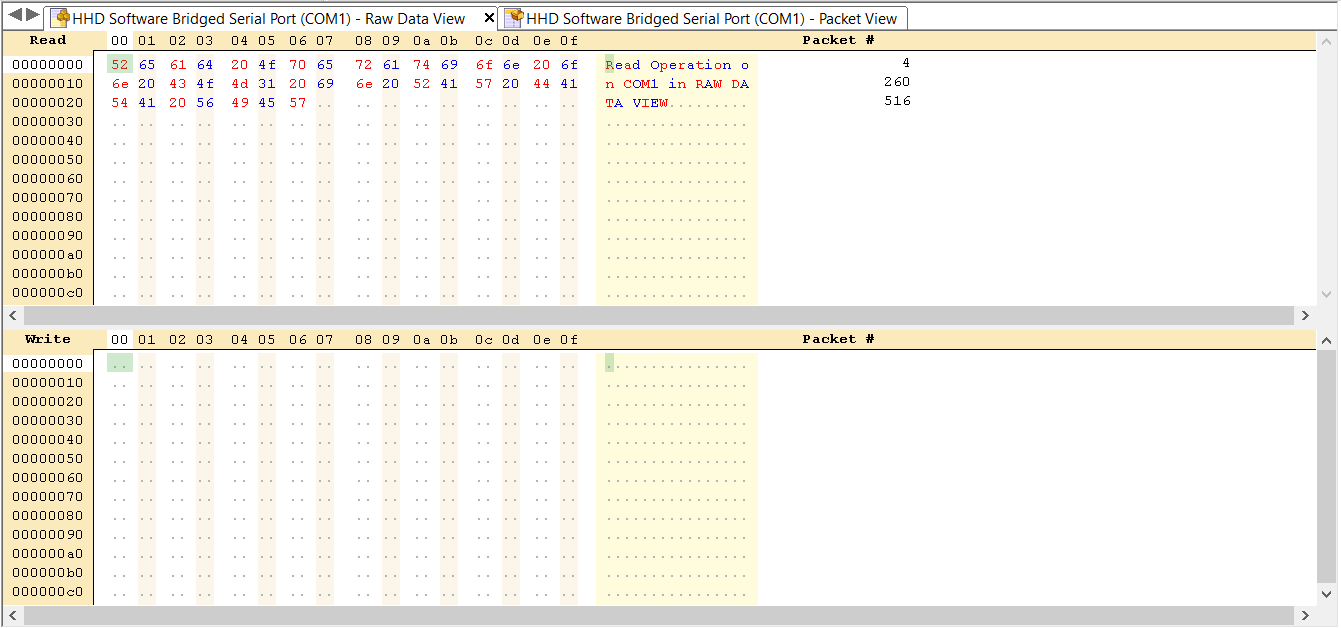 HHD Software Bridged Serial Port (COM1) - Raw Data View HHD Software Bridged Serial Port (COM1) - Packet View
Read 00 01 02 03 04 05 06 07 08 09 0a 0b 0c 0d 0e 0f Packet #
00000000 52 65 61 64 20 4f 70 65 72 61 74 69 6f 6e 20 6f Read Operation o 4
00000010 6e 20 43 4f 4d 31 20 69 6e 20 52 41 57 20 44 41 n COM1 in RAW DA 260
00000020 54 41 20 56 49 45 57 .. .. .. .. .. .. .. .. .. TA VIEW......... 516
00000030 .. .. .. .. .. .. .. .. .. .. .. .. .. .. .. .. ................
00000040 .. .. .. .. .. .. .. .. .. .. .. .. .. .. .. .. ................
00000050 .. .. .. .. .. .. .. .. .. .. .. .. .. .. .. .. ................
00000060 .. .. .. .. .. .. .. .. .. .. .. .. .. .. .. .. ................
00000070 .. .. .. .. .. .. .. .. .. .. .. .. .. .. .. .. ................
00000080 .. .. .. .. .. .. .. .. .. .. .. .. .. .. .. .. ................
00000090 .. .. .. .. .. .. .. .. .. .. .. .. .. .. .. .. ................
000000a0 .. .. .. .. .. .. .. .. .. .. .. .. .. .. .. .. ................
000000b0 .. .. .. .. .. .. .. .. .. .. .. .. .. .. .. .. ................
000000c0 .. .. .. .. .. .. .. .. .. .. .. .. .. .. .. .. ................
Write 00 01 02 03 04 05 06 07 08 09 0a 0b 0c 0d 0e 0f Packet #
00000000 .. .. .. .. .. .. .. .. .. .. .. .. .. .. .. .. ................
00000010 .. .. .. .. .. .. .. .. .. .. .. .. .. .. .. .. ................
00000020 .. .. .. .. .. .. .. .. .. .. .. .. .. .. .. .. ................
00000030 .. .. .. .. .. .. .. .. .. .. .. .. .. .. .. .. ................
00000040 .. .. .. .. .. .. .. .. .. .. .. .. .. .. .. .. ................
00000050 .. .. .. .. .. .. .. .. .. .. .. .. .. .. .. .. ................
00000060 .. .. .. .. .. .. .. .. .. .. .. .. .. .. .. .. ................
00000070 .. .. .. .. .. .. .. .. .. .. .. .. .. .. .. .. ................
00000080 .. .. .. .. .. .. .. .. .. .. .. .. .. .. .. .. ................
00000090 .. .. .. .. .. .. .. .. .. .. .. .. .. .. .. .. ................
000000a0 .. .. .. .. .. .. .. .. .. .. .. .. .. .. .. .. ................
000000b0 .. .. .. .. .. .. .. .. .. .. .. .. .. .. .. .. ................
000000c0 .. .. .. .. .. .. .. .. .. .. .. .. .. .. .. .. ................